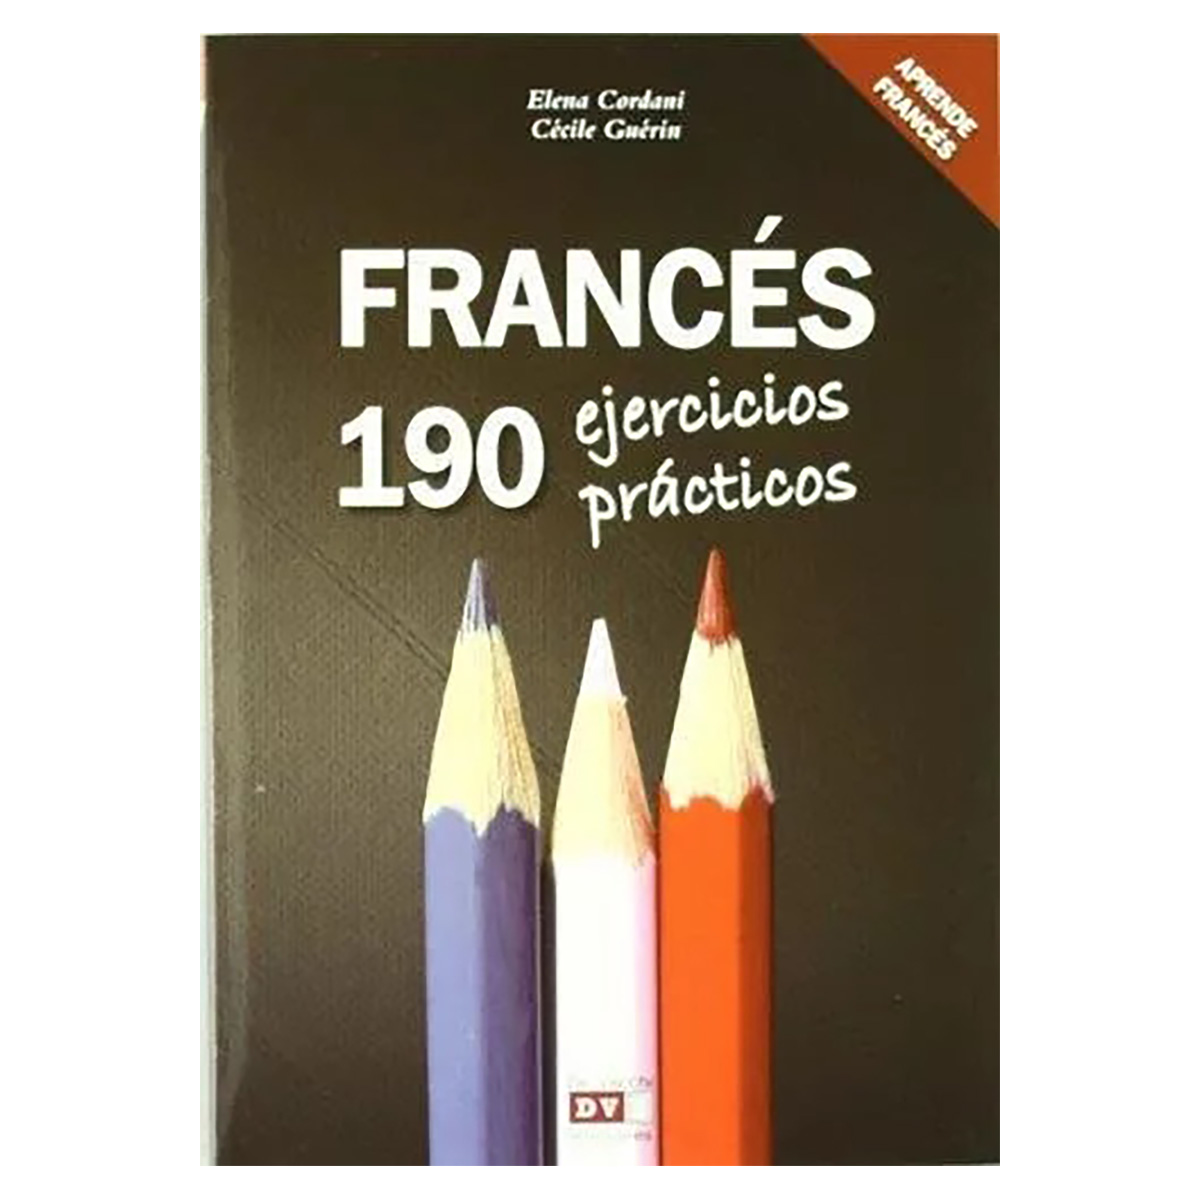 Elena Cordani
Cécile Guérin
APRENDE
FRANCÉS
FRANCÉS
190 ejercicios
prácticos
DV